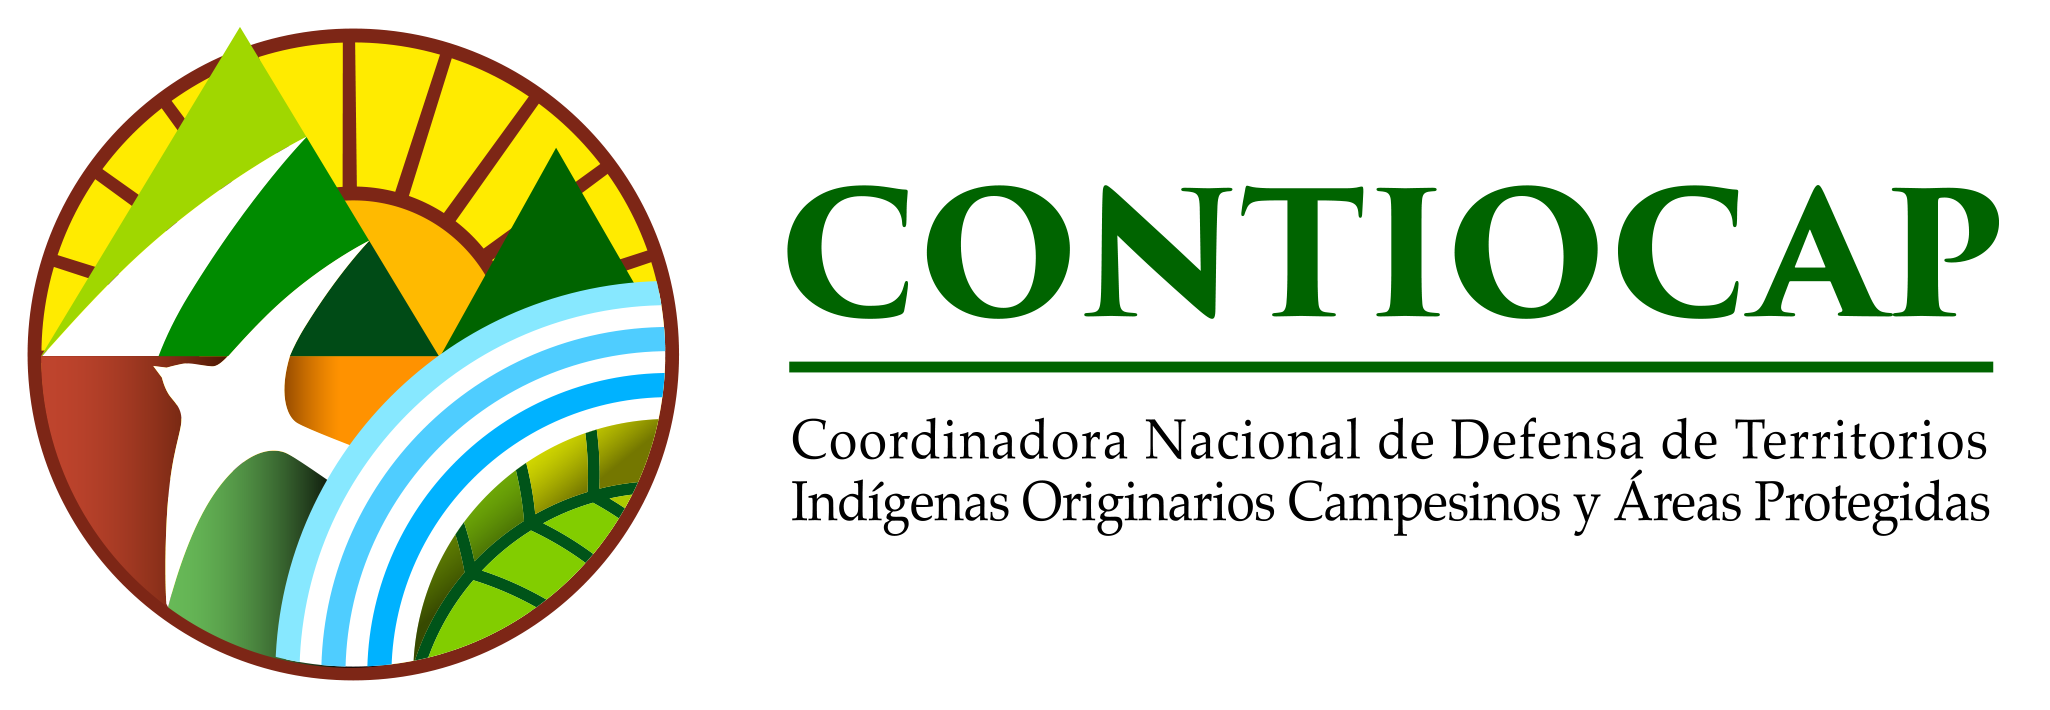 CONTIOCAP
Coordinadora Nacional de Defensa de Territorios
Indígenas Originarios Campesinos y Áreas Protegidas